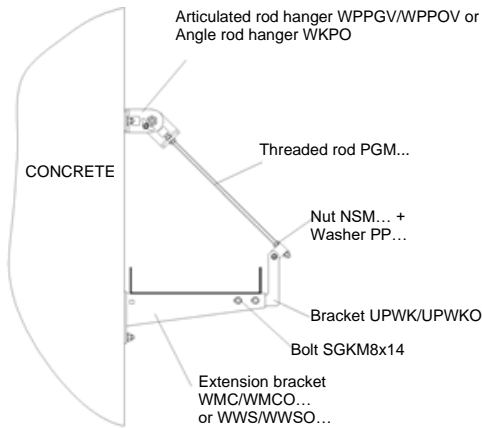 Articulated rod hanger WPPGV/WPPOV or
Angle rod hanger WKPO
CONCRETE
Threaded rod PGM...
Nut NSM… +
Washer PP…
Bracket UPWK/UPWKO
Bolt SGKM8x14
Extension bracket
WMC/WMCO…
or WWS/WWSO…